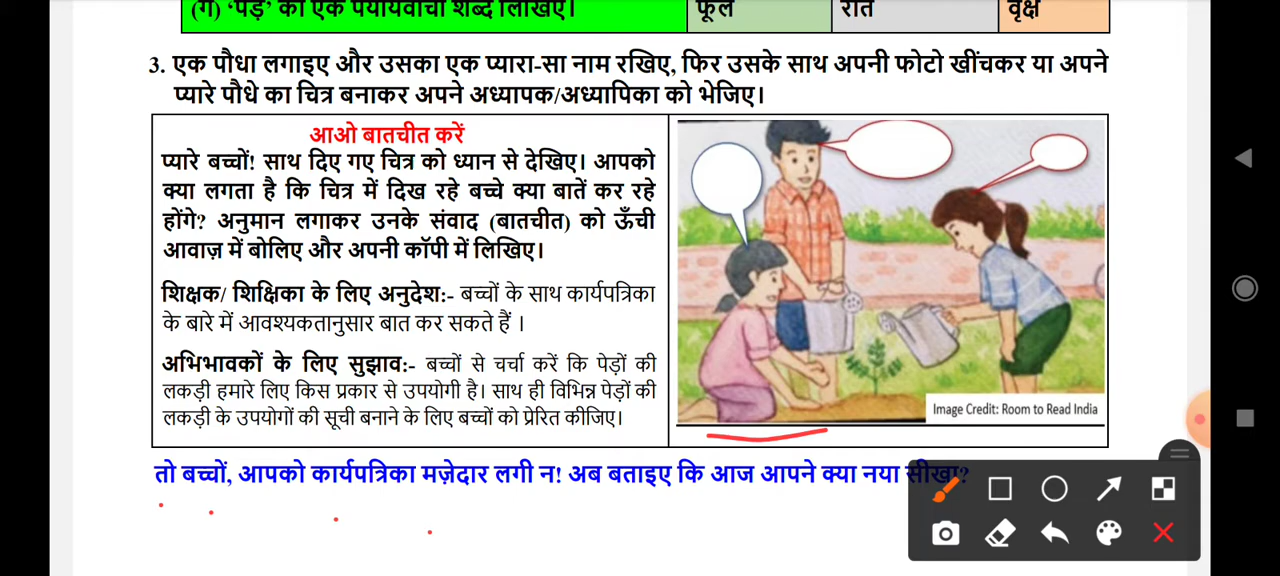 (ग) 'पेड़' का एक पर्यायवाची शब्द लिखिए। फूल रात वृक्ष
3. एक पौधा लगाइए और उसका एक प्यारा-सा नाम रखिए, फिर उसके साथ अपनी फोटो खींचकर या अपने
प्यारे पौधे का चित्र बनाकर अपने अध्यापक/अध्यापिका को भेजिए।
आओ बातचीत करें
प्यारे बच्चों! साथ दिए गए चित्र को ध्यान से देखिए। आपको
क्या लगता है कि चित्र में दिख रहे बच्चे क्या बातें कर रहे
होंगे? अनुमान लगाकर उनके संवाद (बातचीत) को ऊँची
आवाज़ में बोलिए और अपनी कॉपी में लिखिए।
शिक्षक/ शिक्षिका के लिए अनुदेश:- बच्चों के साथ कार्यपत्रिका
के बारे में आवश्यकतानुसार बात कर सकते हैं ।
अभिभावकों के लिए सुझाव:- बच्चों से चर्चा करें कि पेड़ों की
लकड़ी हमारे लिए किस प्रकार से उपयोगी है। साथ ही विभिन्न पेड़ों की
लकड़ी के उपयोगों की सूची बनाने के लिए बच्चों को प्रेरित कीजिए।
Image Credit: Room to Read India
तो बच्चों, आपको कार्यपत्रिका मज़ेदार लगी न! अब बताइए कि आज आपने क्या नया सीखा?